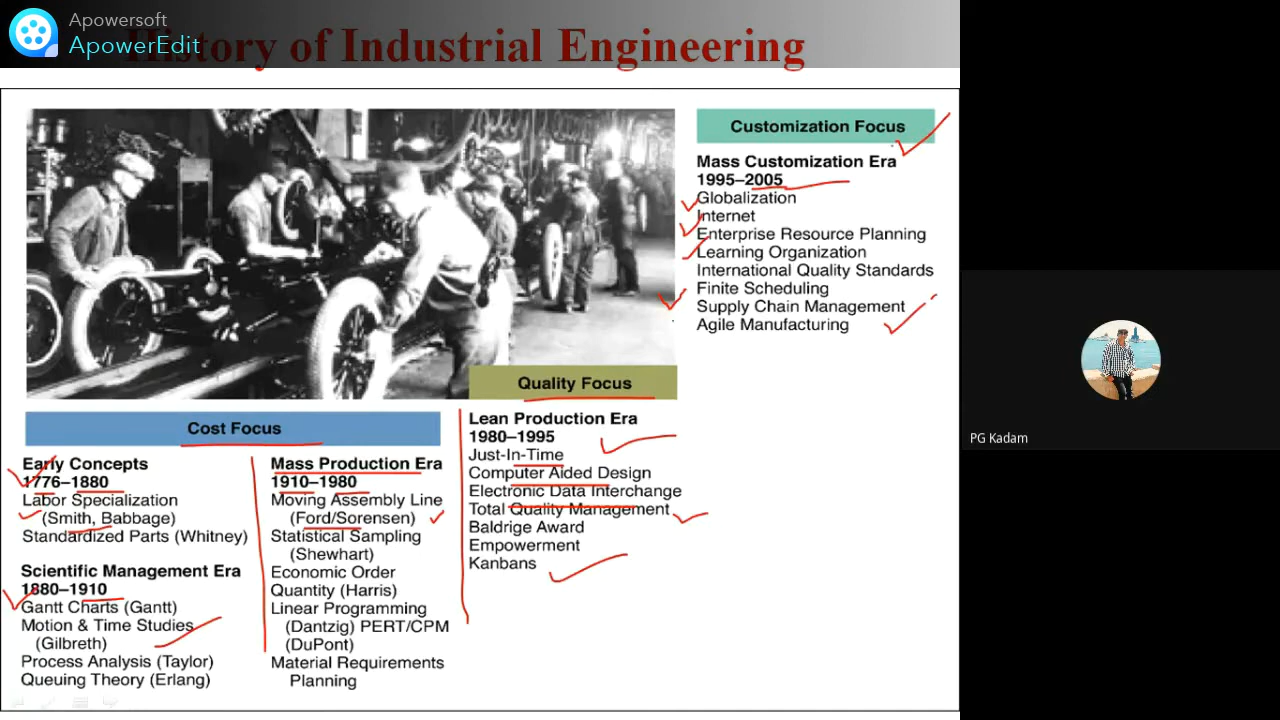 Apowersoft
ApowerEdit
History of Industrial Engineering
Customization Focus
Mass Customization Era
1995–2005
Globalization
Internet
Enterprise Resource Planning
Learning Organization
International Quality Standards
Finite Scheduling
Supply Chain Management
Agile Manufacturing
Quality Focus
Lean Production Era
1980–1995
Just-In-Time
Computer Aided Design
Electronic Data Interchange
Total Quality Management
Baldrige Award
Empowerment
Kanbans
Cost Focus
Early Concepts
1776–1880
Labor Specialization
(Smith, Babbage)
Standardized Parts (Whitney)
Scientific Management Era
1880–1910
Gantt Charts (Gantt)
Motion & Time Studies
(Gilbreth)
Process Analysis (Taylor)
Queuing Theory (Erlang)
Mass Production Era
1910–1980
Moving Assembly Line
(Ford/Sorensen)
Statistical Sampling
(Shewhart)
Economic Order
Quantity (Harris)
Linear Programming
(Dantzig) PERT/CPM
(DuPont)
Material Requirements
Planning
PG Kadam